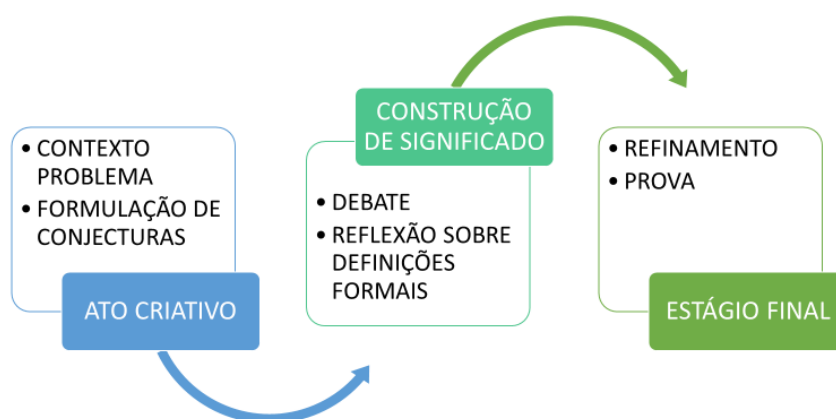 • CONTEXTO
PROBLEMA
• FORMULAÇÃO DE
CONJECTURAS
ATO CRIATIVO
CONSTRUÇÃO
DE SIGNIFICADO
• DEBATE
• REFLEXÃO SOBRE
DEFINIÇÕES
FORMAIS
• REFINAMENTO
• PROVA
ESTÁGIO FINAL